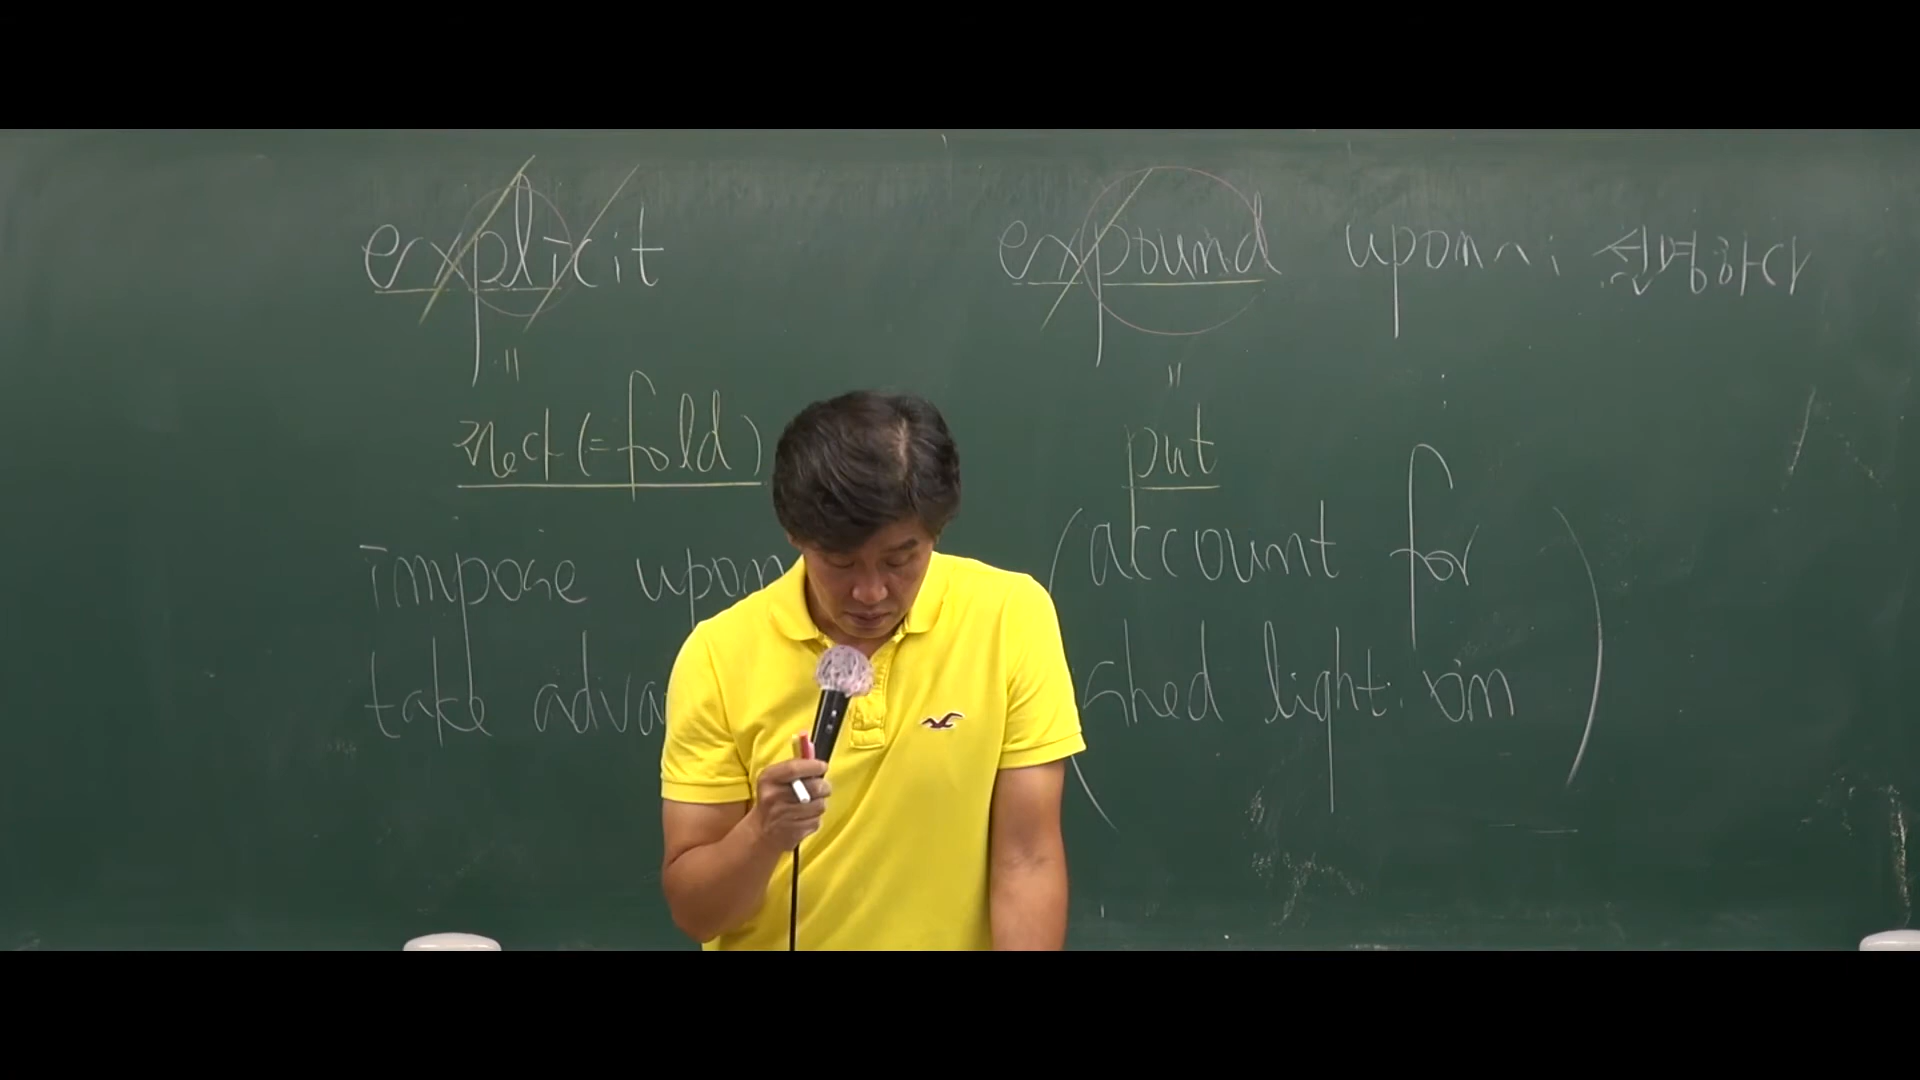 explicit
expound upon ~ ; 설명하다
=
=
접다 (= fold)
put
impose upon
( account for
take adva
shed light on )